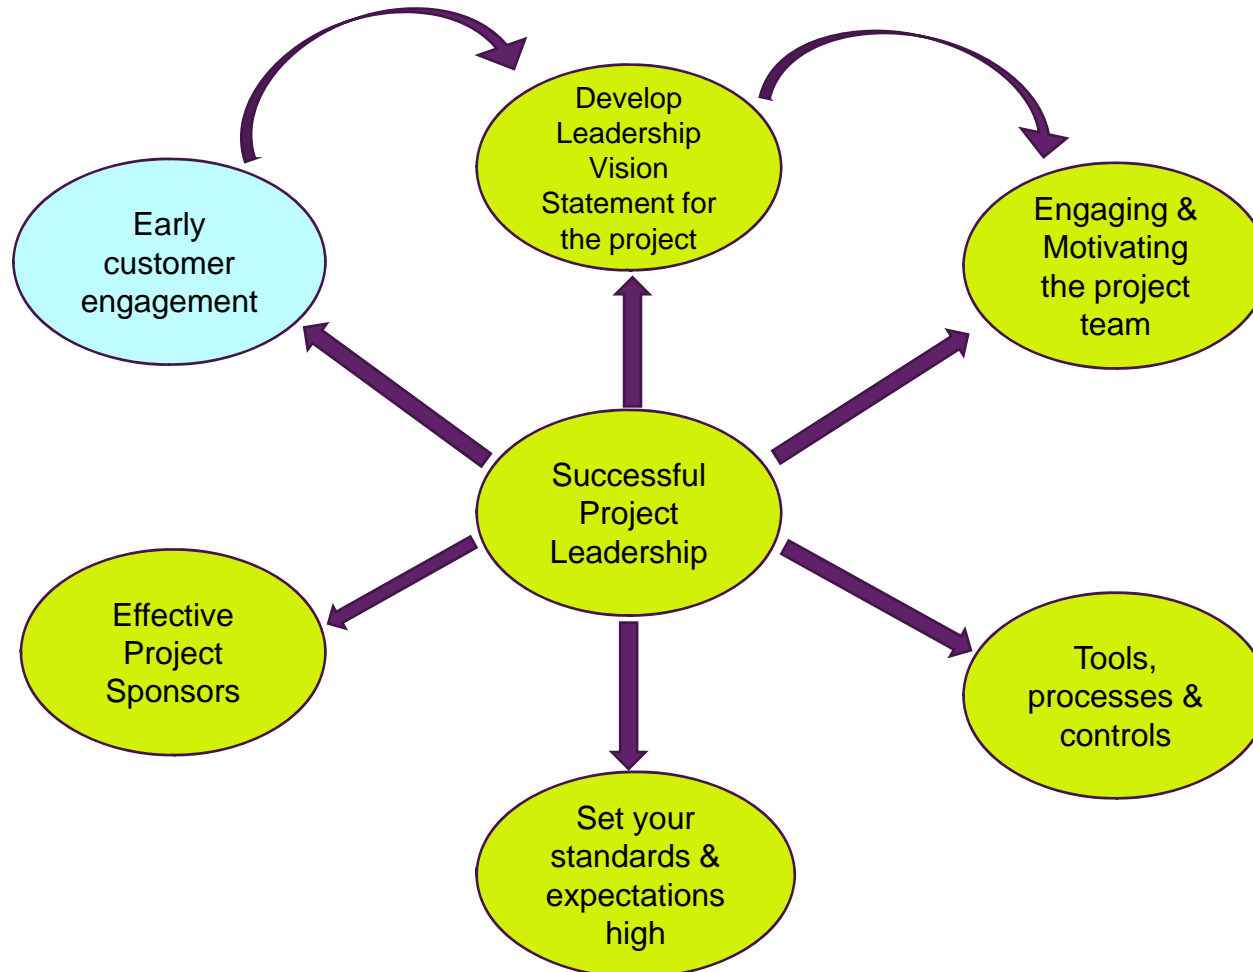 Develop
Leadership
Vision
Statement for
the project
Early
customer
engagement
Engaging &
Motivating
the project
team
Successful
Project
Leadership
Effective
Project
Sponsors
Tools,
processes &
controls
Set your
standards &
expectations
high